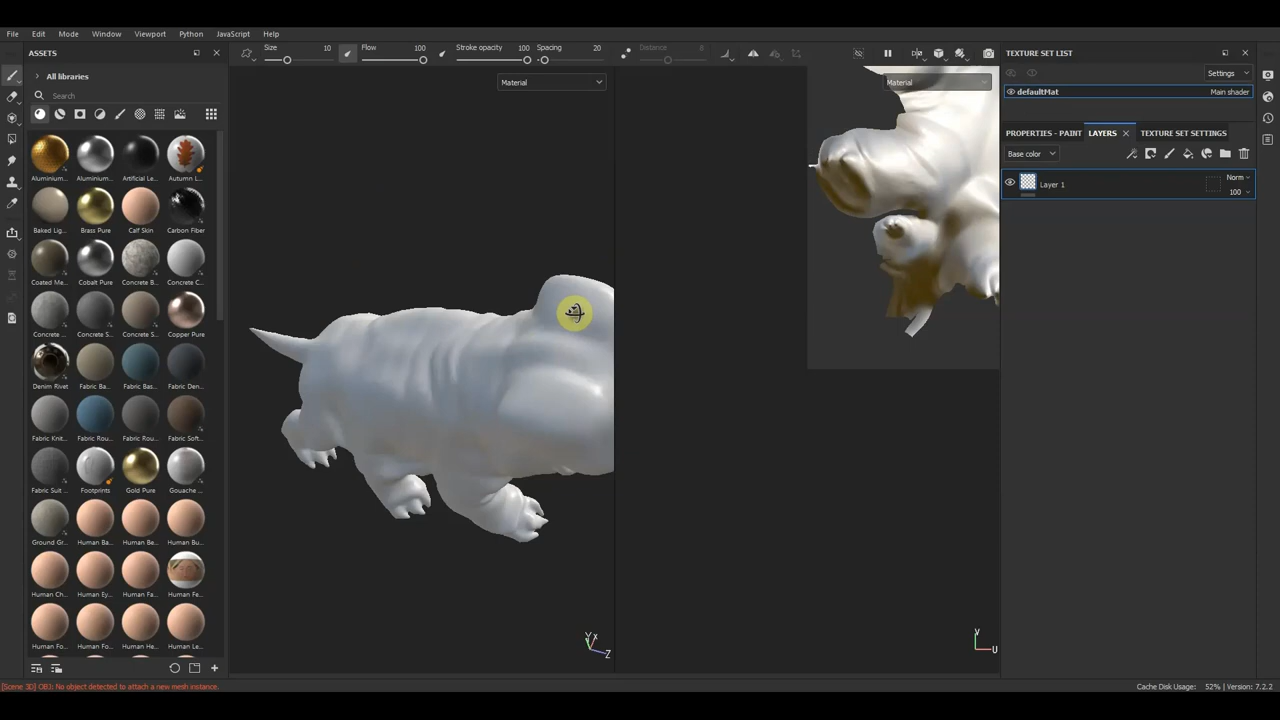 File Edit Mode Window Viewport Python JavaScript Help
ASSETS
Size 10 Flow 100 Stroke opacity 100 Spacing 20 Distance 8
TEXTURE SET LIST
All libraries
Search
Material
Material
Settings
defaultMat Main shader
PROPERTIES - PAINT LAYERS TEXTURE SET SETTINGS
Base color
Layer 1
Norm
100
Aluminium... Aluminium... Artificial Le... Autumn L...
Baked Lig... Brass Pure Calf Skin Carbon Fiber
Coated Me... Cobalt Pure Concrete B... Concrete C...
Concrete ... Concrete S... Concrete S... Copper Pure
Denim Rivet Fabric Ba... Fabric Bas... Fabric Den...
Fabric Knit... Fabric Rou... Fabric Rou... Fabric Soft...
Fabric Suit ... Footprints Gold Pure Gouache ...
Ground Gr... Human Ba... Human Be... Human Bu...
Human Ch... Human Ey... Human Fa... Human Fe...
Human Fo... Human Fo... Human He... Human Le...
Y X
Z
V
U
[Scene 3D] OBJ: No object detected to attach a new mesh instance.
Cache Disk Usage: 52% | Version: 7.2.2